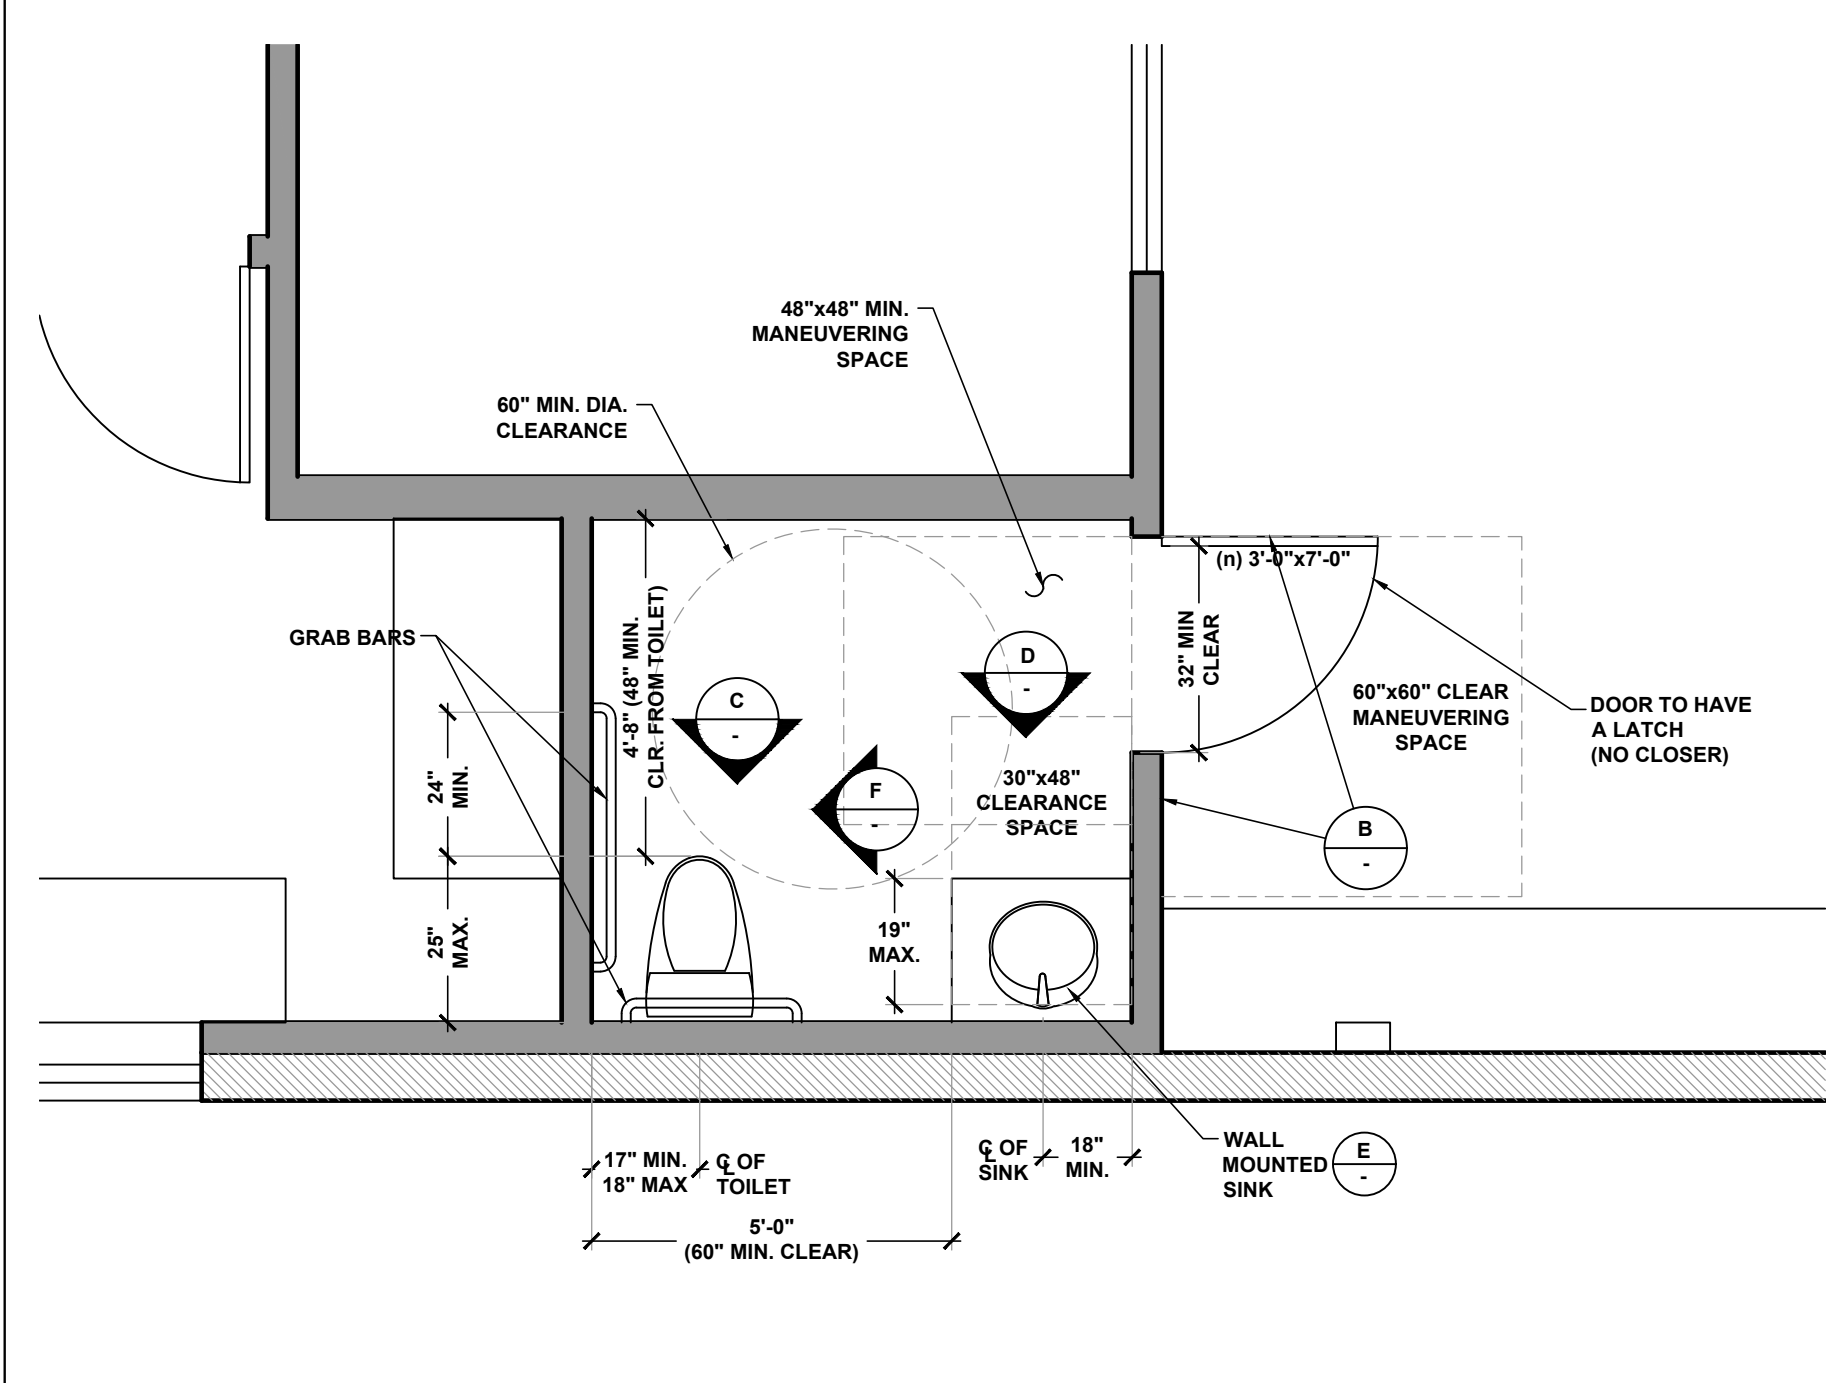 48"x48" MIN.
MANEUVERING
SPACE
60" MIN. DIA.
CLEARANCE
(n) 3'-0"x7'-0"
GRAB BARS
4'-8" (48" MIN.
CLR. FROM TOILET)
32" MIN
CLEAR
D
-
C
-
60"x60" CLEAR
MANEUVERING
SPACE
DOOR TO HAVE
A LATCH
(NO CLOSER)
24"
MIN.
F
-
30"x48"
CLEARANCE
SPACE
B
-
25"
MAX.
19"
MAX.
17" MIN.
18" MAX
℄ OF
TOILET
℄ OF
SINK
18"
MIN.
WALL
MOUNTED
SINK
E
-
5'-0"
(60" MIN. CLEAR)